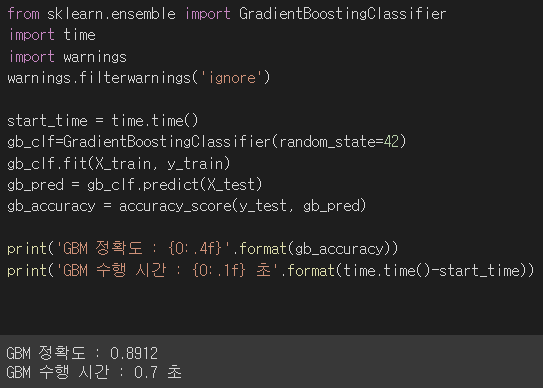 from sklearn.ensemble import GradientBoostingClassifier
import time
import warnings
warnings.filterwarnings('ignore')
start_time = time.time()
gb_clf=GradientBoostingClassifier(random_state=42)
gb_clf.fit(X_train, y_train)
gb_pred = gb_clf.predict(X_test)
gb_accuracy = accuracy_score(y_test, gb_pred)
print('GBM 정확도 : {0:.4f}'.format(gb_accuracy))
print('GBM 수행 시간 : {0:.1f} 초'.format(time.time()-start_time))
GBM 정확도 : 0.8912
GBM 수행 시간 : 0.7 초